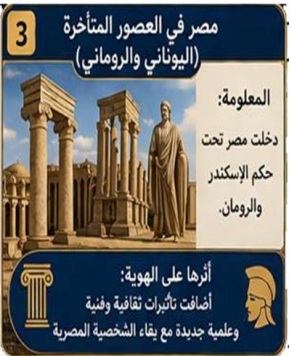 3
مصر في العصور المتأخرة
(اليوناني والروماني)
المعلومة:
دخلت مصر تحت
حكم الإسكندر
والرومان.
أثرها على الهوية:
أضافت تأثيرات ثقافية وفنية
وعلمية جديدة مع بقاء الشخصية المصرية